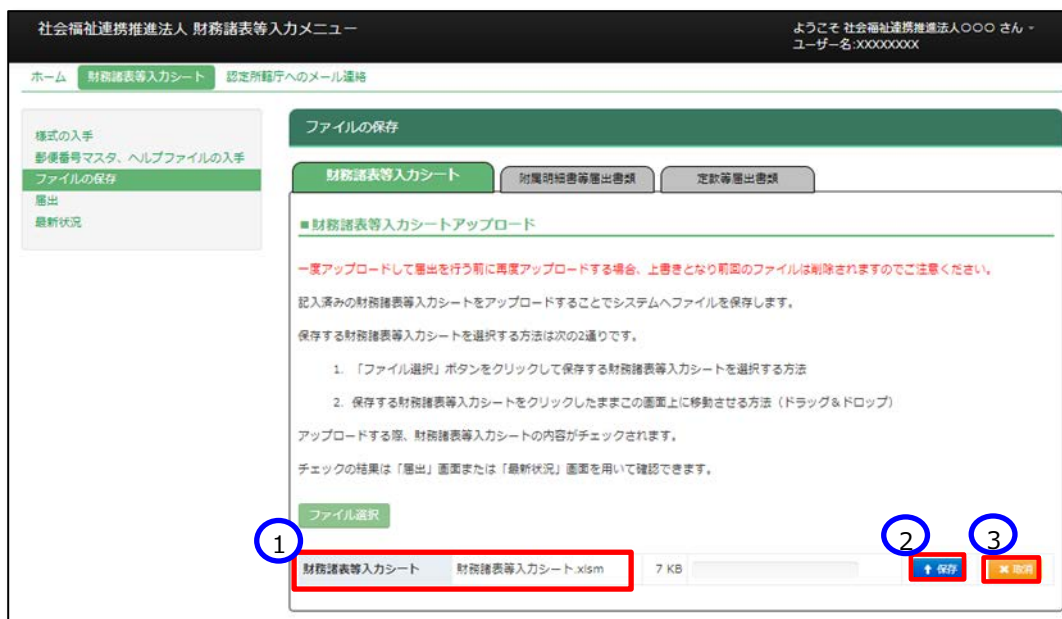 社会福祉連携推進法人 財務諸表等入力メニュー
ようこそ 社会福祉連携推進法人〇〇〇 さん
ユーザー名:XXXXXXXX
ホーム 財務諸表等入力シート 認定所轄庁へのメール連絡
様式の入手
郵便番号マスタ、ヘルプファイルの入手
ファイルの保存
届出
最新状況
ファイルの保存
財務諸表等入力シート 附属明細書等届出書類 定款等届出書類
■財務諸表等入力シートアップロード
一度アップロードして届出を行う前に再度アップロードする場合、上書きとなり前回のファイルは削除されますのでご注意ください。
記入済みの財務諸表等入力シートをアップロードすることでシステムへファイルを保存します。
保存する財務諸表等入力シートを選択する方法は次の2通りです。
1. 「ファイル選択」ボタンをクリックして保存する財務諸表等入力シートを選択する方法
2. 保存する財務諸表等入力シートをクリックしたままこの画面上に移動させる方法（ドラッグ&ドロップ）
アップロードする際、財務諸表等入力シートの内容がチェックされます。
チェックの結果は「届出」画面または「最新状況」画面を用いて確認できます。
ファイル選択
1 2 3
財務諸表等入力シート 財務諸表等入力シート.xlsm 7 KB 保存 取消